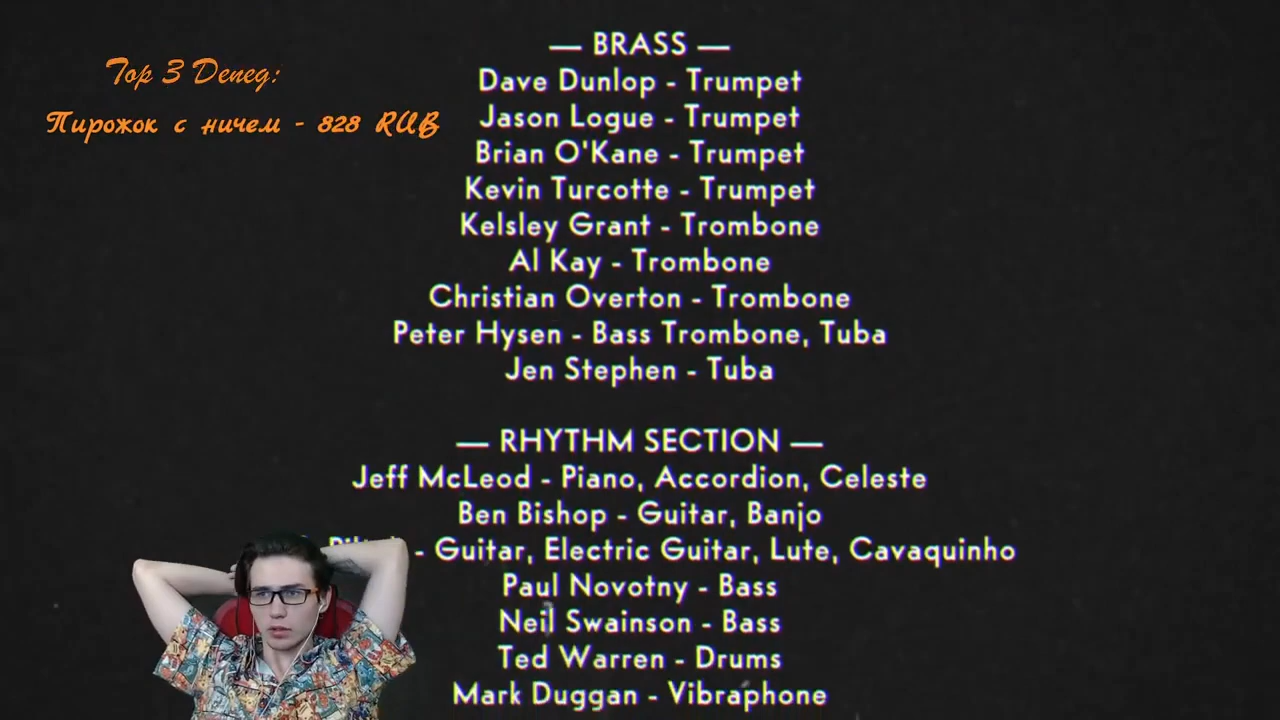 Top 3 Denег:
Пирожок с ничем - 828 RUB
— BRASS —
Dave Dunlop - Trumpet
Jason Logue - Trumpet
Brian O'Kane - Trumpet
Kevin Turcotte - Trumpet
Kelsley Grant - Trombone
Al Kay - Trombone
Christian Overton - Trombone
Peter Hysen - Bass Trombone, Tuba
Jen Stephen - Tuba
— RHYTHM SECTION —
Jeff McLeod - Piano, Accordion, Celeste
Ben Bishop - Guitar, Banjo
- Guitar, Electric Guitar, Lute, Cavaquinho
Paul Novotny - Bass
Neil Swainson - Bass
Ted Warren - Drums
Mark Duggan - Vibraphone